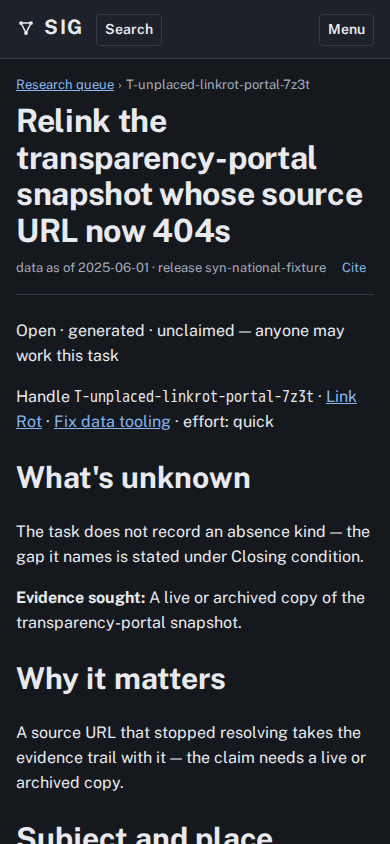 SIG
Search
Menu
Research queue › T-unplaced-linkrot-portal-7z3t
Relink the
transparency-portal
snapshot whose source
URL now 404s
data as of 2025-06-01 · release syn-national-fixture Cite
Open · generated · unclaimed — anyone may
work this task
Handle T-unplaced-linkrot-portal-7z3t · Link
Rot · Fix data tooling · effort: quick
What's unknown
The task does not record an absence kind — the
gap it names is stated under Closing condition.
Evidence sought: A live or archived copy of the
transparency-portal snapshot.
Why it matters
A source URL that stopped resolving takes the
evidence trail with it — the claim needs a live or
archived copy.
Subject and place